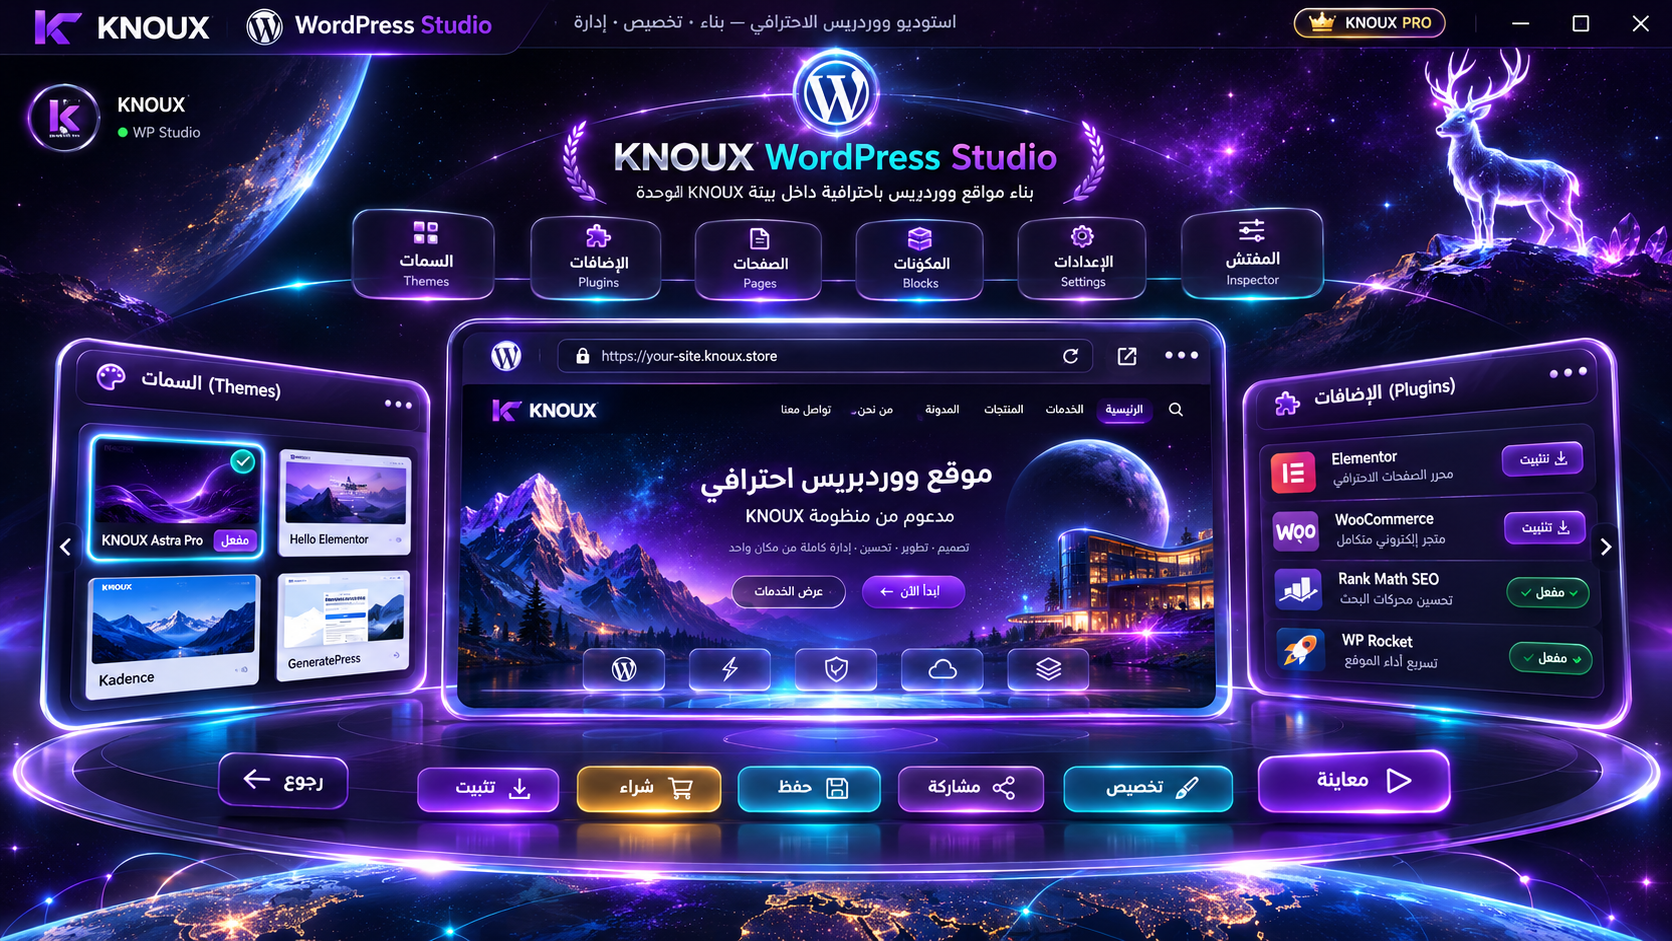 KNOUX
WordPress Studio
استوديو ووردبريس الاحترافي — بناء • تخصيص • إدارة
KNOUX PRO
KNOUX
WP Studio
KNOUX WordPress Studio
بناء مواقع ووردبريس باحترافية داخل بيئة KNOUX الموحدة
السمات
Themes
الإضافات
Plugins
الصفحات
Pages
المكونات
Blocks
الإعدادات
Settings
المفتش
Inspector
السمات (Themes)
KNOUX Astra Pro
مفعل
Hello Elementor
KNOUX
Kadence
GeneratePress
https://your-site.knoux.store
KNOUX
الرئيسية
الخدمات
المنتجات
المدونة
من نحن
تواصل معنا
موقع ووردبريس احترافي
مدعوم من منظومة KNOUX
تصميم • تطوير • تحسين • إدارة كاملة من مكان واحد
ابدأ الآن
عرض الخدمات
الإضافات (Plugins)
Elementor
محرر الصفحات الاحترافي
تثبيت
Woo
WooCommerce
متجر إلكتروني متكامل
تثبيت
Rank Math SEO
تحسين محركات البحث
مفعل
WP Rocket
تسريع أداء الموقع
مفعل
رجوع
تثبيت
شراء
حفظ
مشاركة
تخصيص
معاينة